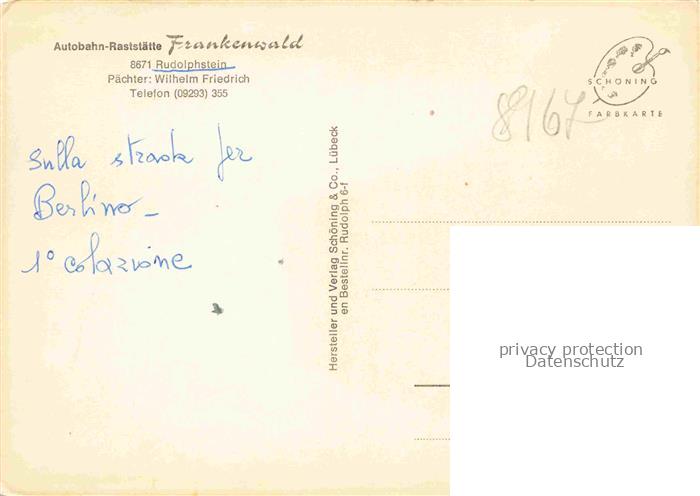 Autobahn-Raststätte Frankenwald
8671 Rudolphstein
Pächter: Wilhelm Friedrich
Telefon (09293) 355
SCHÖNING
FARBKARTE
8167
sulla strada per
Berlino -
1° colazione
Hersteller und Verlag Schöning & Co., Lübeck
en Bestellnr. Rudolph 6-f
privacy protection
Datenschutz